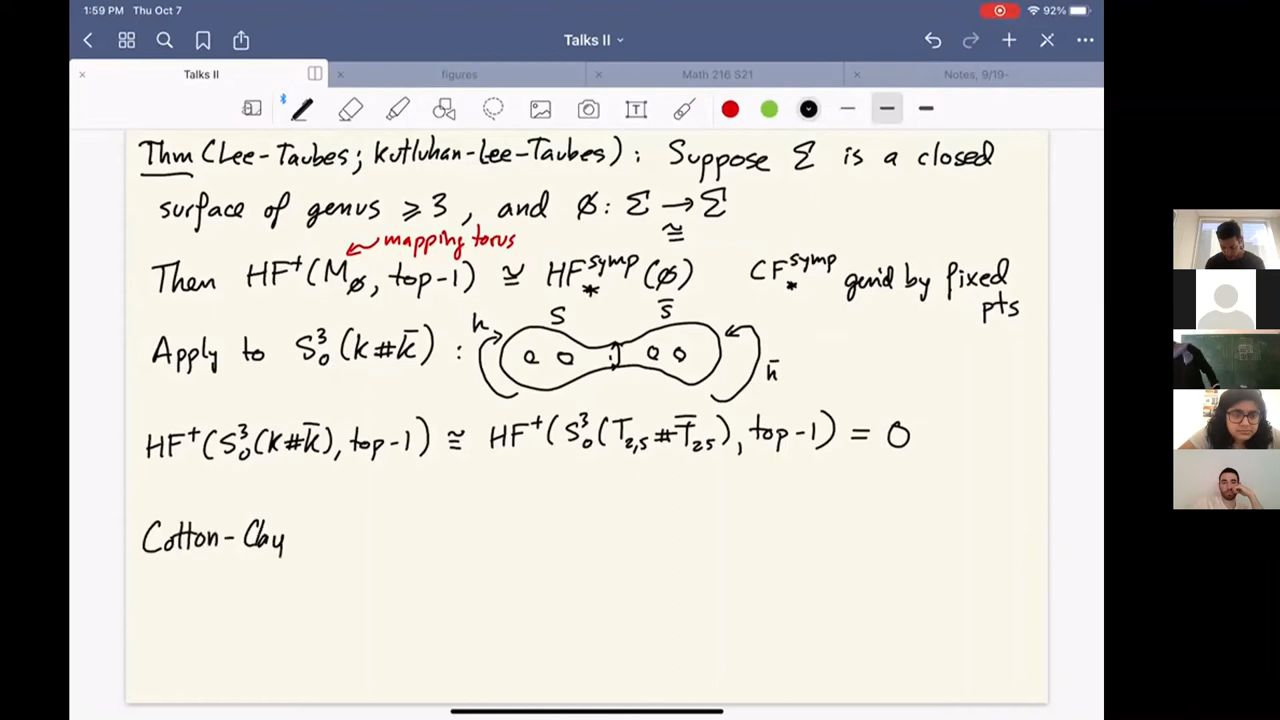 1:59 PM Thu Oct 7
92%
Talks II
Talks II
figures
Math 216 S21
Notes, 9/19-
Thm (Lee-Taubes; Kutluhan-Lee-Taubes): Suppose Σ is a closed
surface of genus ≥ 3, and ϕ: Σ → Σ
≅
mapping torus
Then HF⁺(M_ϕ, top-1) ≅ HF_*^symp(ϕ) CF_*^symp gen'd by fixed
pts
Apply to S³₀(K#K̄): h S S̄ h̄
HF⁺(S³₀(K#K̄), top-1) ≅ HF⁺(S³₀(T₂,₅#T̄₂₅), top-1) = 0
Cotton-Clay